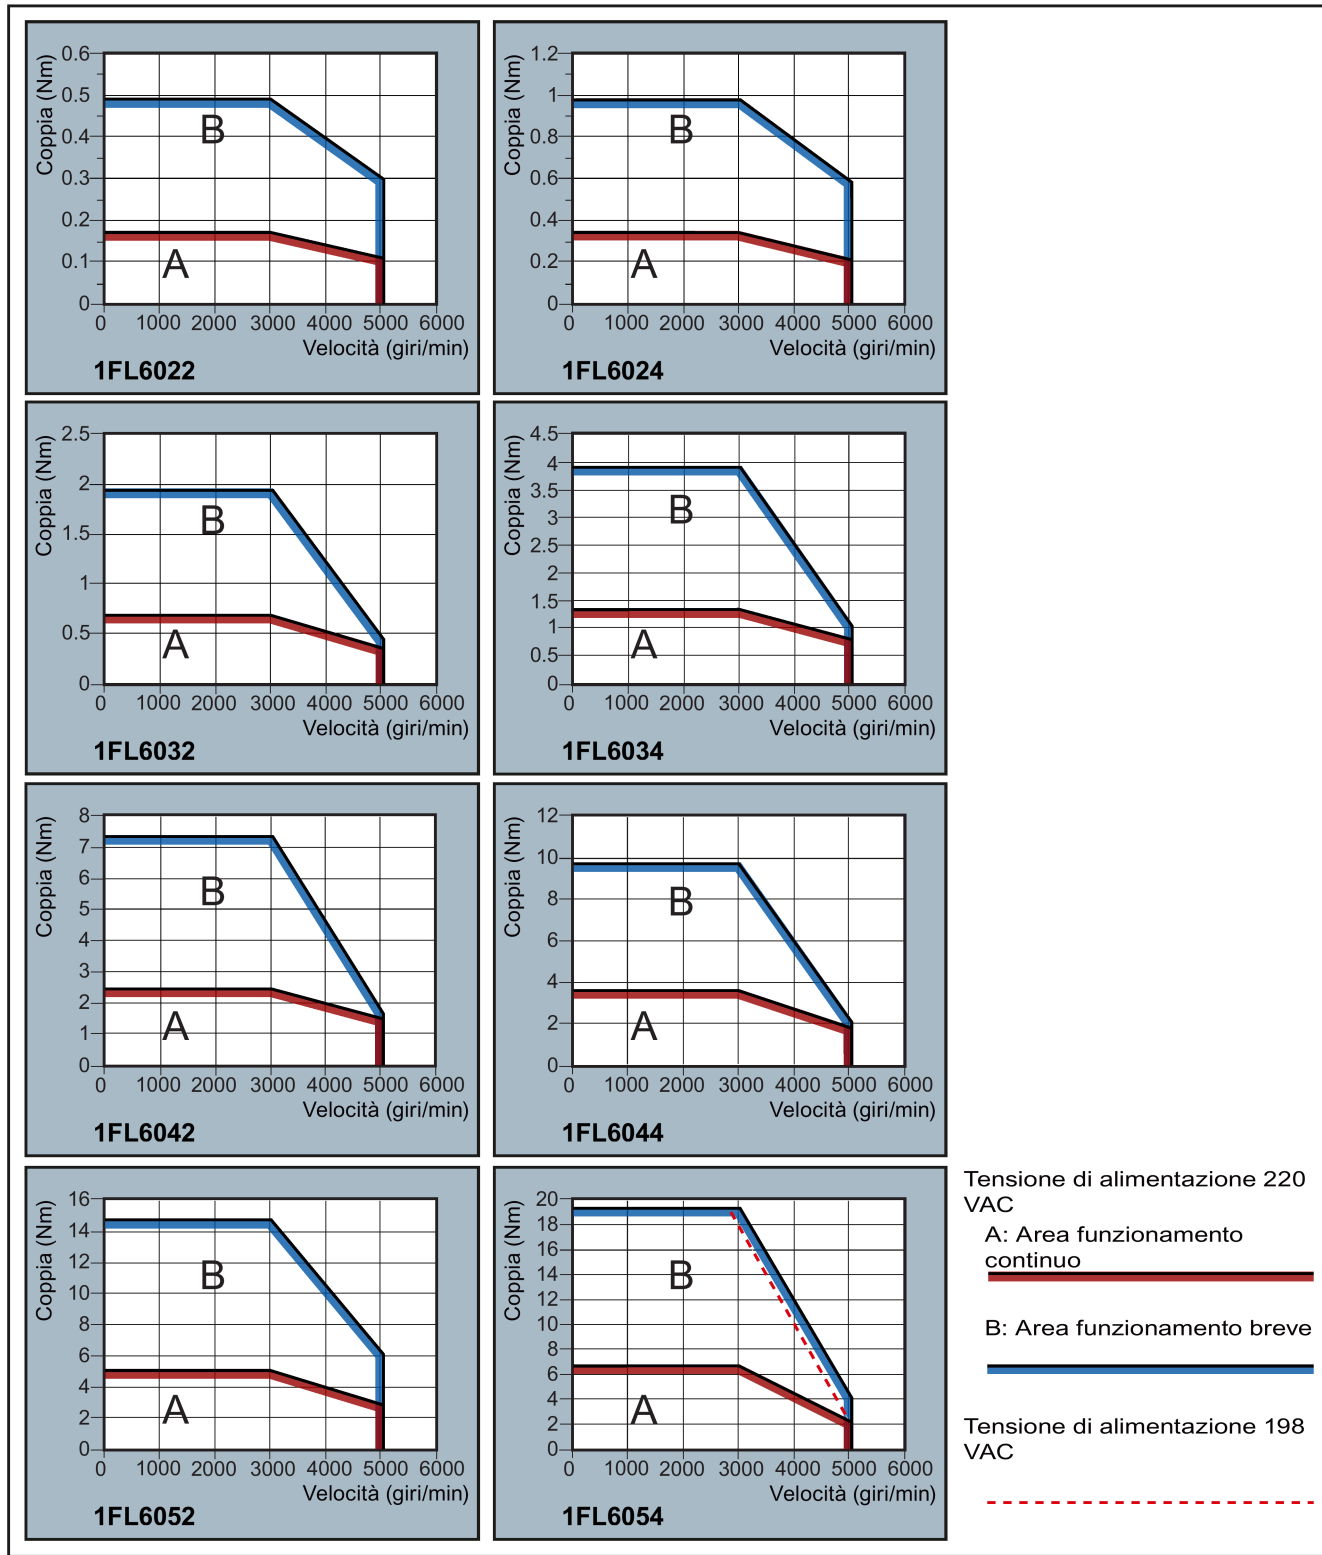 Coppia (Nm)
0.6
0.5
0.4
0.3
0.2
0.1
0
B
A
0 1000 2000 3000 4000 5000 6000
Velocità (giri/min)
1FL6022
Coppia (Nm)
1.2
1
0.8
0.6
0.4
0.2
0
B
A
0 1000 2000 3000 4000 5000 6000
Velocità (giri/min)
1FL6024
Coppia (Nm)
2.5
2
1.5
1
0.5
0
B
A
0 1000 2000 3000 4000 5000 6000
Velocità (giri/min)
1FL6032
Coppia (Nm)
4.5
4
3.5
3
2.5
2
1.5
1
0.5
0
B
A
0 1000 2000 3000 4000 5000 6000
Velocità (giri/min)
1FL6034
Coppia (Nm)
8
7
6
5
4
3
2
1
0
B
A
0 1000 2000 3000 4000 5000 6000
Velocità (giri/min)
1FL6042
Coppia (Nm)
12
10
8
6
4
2
0
B
A
0 1000 2000 3000 4000 5000 6000
Velocità (giri/min)
1FL6044
Coppia (Nm)
16
14
12
10
8
6
4
2
0
B
A
0 1000 2000 3000 4000 5000 6000
Velocità (giri/min)
1FL6052
Coppia (Nm)
20
18
16
14
12
10
8
6
4
2
0
B
A
0 1000 2000 3000 4000 5000 6000
Velocità (giri/min)
1FL6054
Tensione di alimentazione 220
VAC
A: Area funzionamento
continuo
B: Area funzionamento breve
Tensione di alimentazione 198
VAC